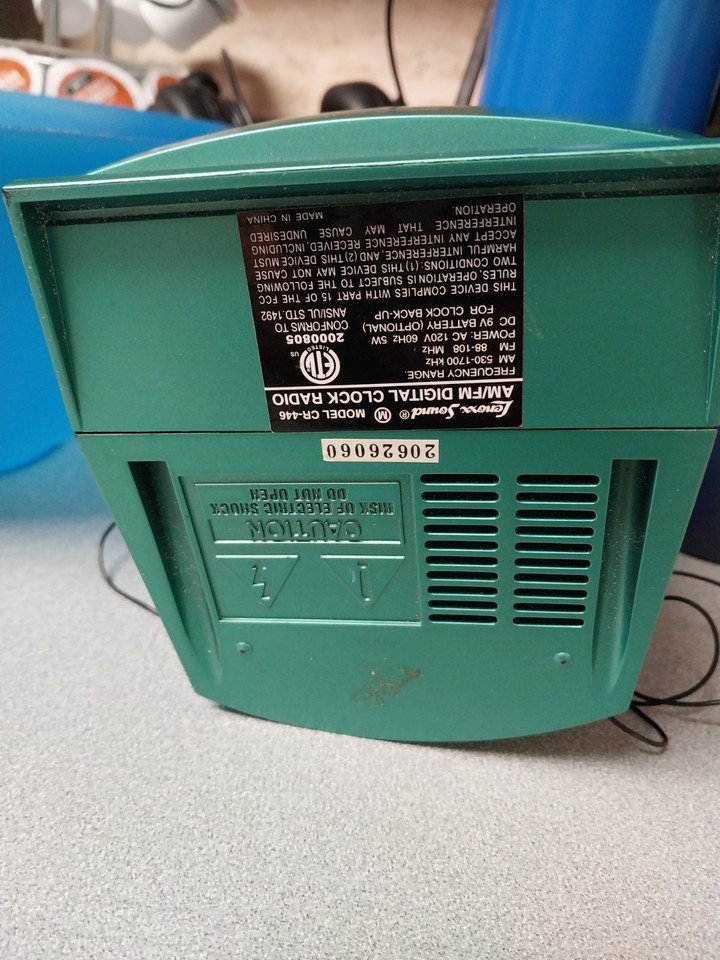 Lenoxx Sound® Ⓜ MODEL CR-446
AM/FM DIGITAL CLOCK RADIO
FREQUENCY RANGE.
AM 530-1700 kHz
FM 88-108 MHz
POWER: AC 120V 60Hz 5W
DC 9V BATTERY (OPTIONAL)
FOR CLOCK BACK-UP
ETL
LISTED
US
2000805
CONFORMS TO
ANSI/UL STD.1492
THIS DEVICE COMPLIES WITH PART 15 OF THE FCC
RULES, OPERATION IS SUBJECT TO THE FOLLOWING
TWO CONDITIONS: (1) THIS DEVICE MAY NOT CAUSE
HARMFUL INTERFERENCE, AND, (2) THIS DEVICE MUST
ACCEPT ANY INTERFERENCE RECEIVED, INCLUDING
INTERFERENCE THAT MAY CAUSE UNDESIRED
OPERATION. MADE IN CHINA
20626060
CAUTION
RISK OF ELECTRIC SHOCK
DO NOT OPEN